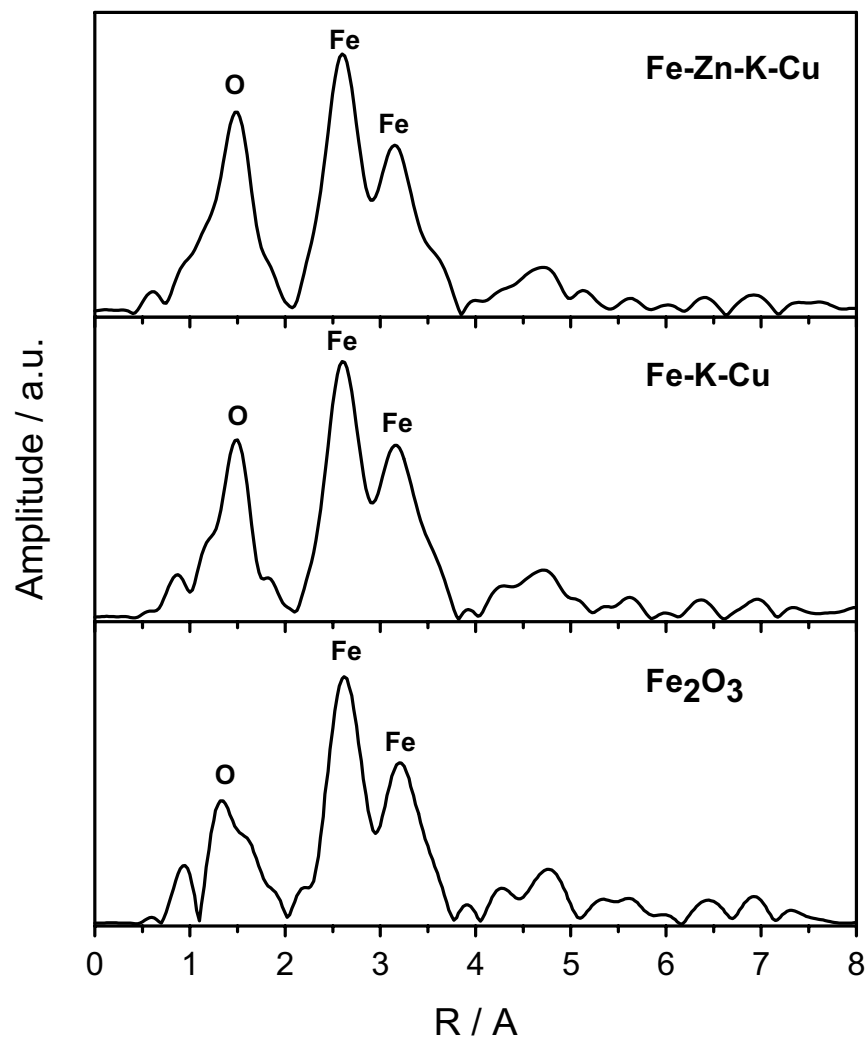 Fe
Fe-Zn-K-Cu
O
Fe
Fe
Fe-K-Cu
O
Fe
Amplitude / a.u.
Fe
Fe₂O₃
Fe
O
0 1 2 3 4 5 6 7 8
R / A